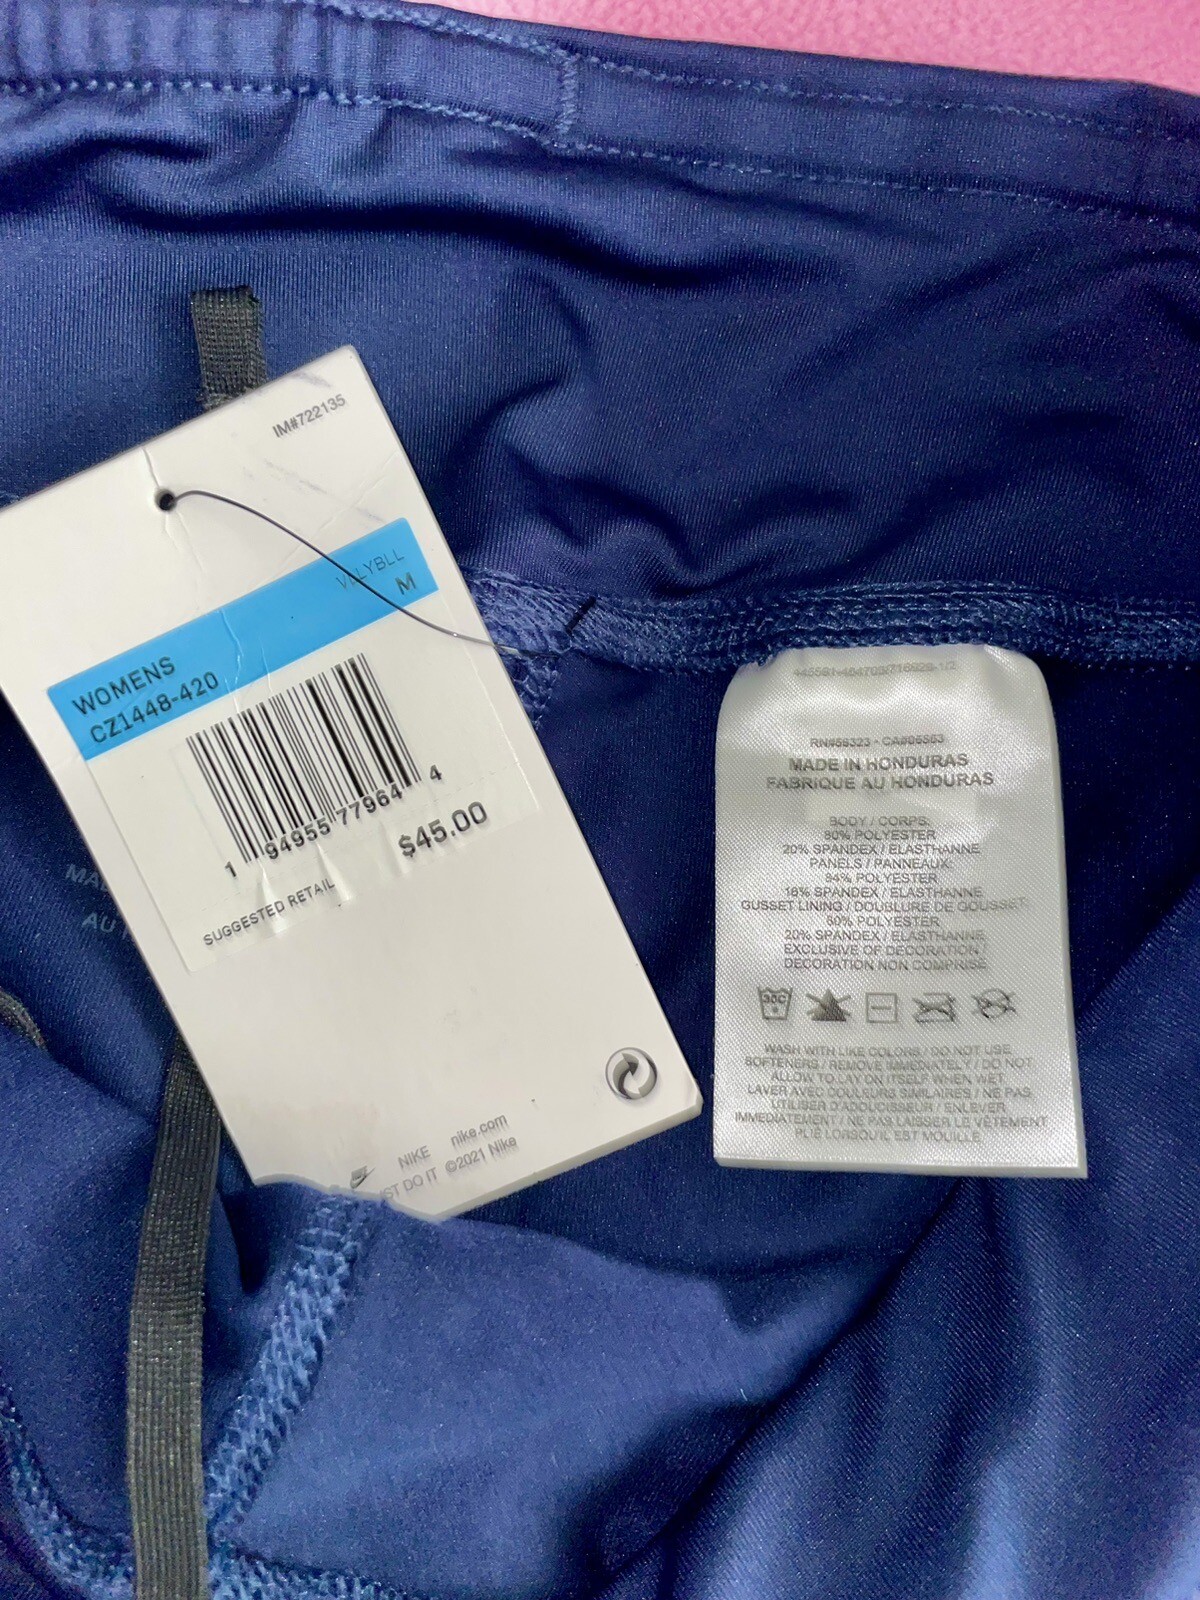 IM#722135
VLLYBLL
M
WOMENS
CZ1448-420
1 94955 77964 4
$45.00
SUGGESTED RETAIL
NIKE nike.com
ST DO IT ©2021 Nike
MA
AU
RN#56323 - CA#05553
MADE IN HONDURAS
FABRIQUE AU HONDURAS
BODY / CORPS:
80% POLYESTER
20% SPANDEX / ELASTHANNE
PANELS / PANNEAUX:
84% POLYESTER
16% SPANDEX / ELASTHANNE
GUSSET LINING / DOUBLURE DE GOUSSET:
80% POLYESTER
20% SPANDEX / ELASTHANNE
EXCLUSIVE OF DECORATION /
DECORATION NON COMPRISE
30C
WASH WITH LIKE COLORS / DO NOT USE
SOFTENERS / REMOVE IMMEDIATELY / DO NOT
ALLOW TO LAY ON ITSELF WHEN WET
LAVER AVEC COULEURS SIMILAIRES / NE PAS
UTILISER D'ADOUCISSEUR / ENLEVER
IMMEDIATEMENT / NE PAS LAISSER LE VETEMENT
PLIE LORSQU'IL EST MOUILLE